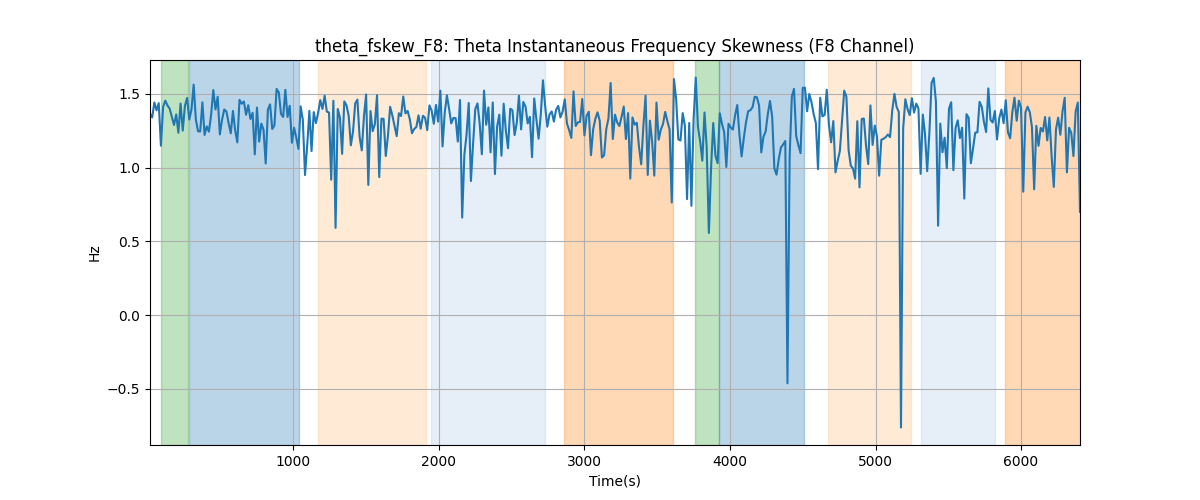 theta_fskew_F8: Theta Instantaneous Frequency Skewness (F8 Channel)
1.5
1.0
0.5
0.0
−0.5
Hz
1000 2000 3000 4000 5000 6000
Time(s)